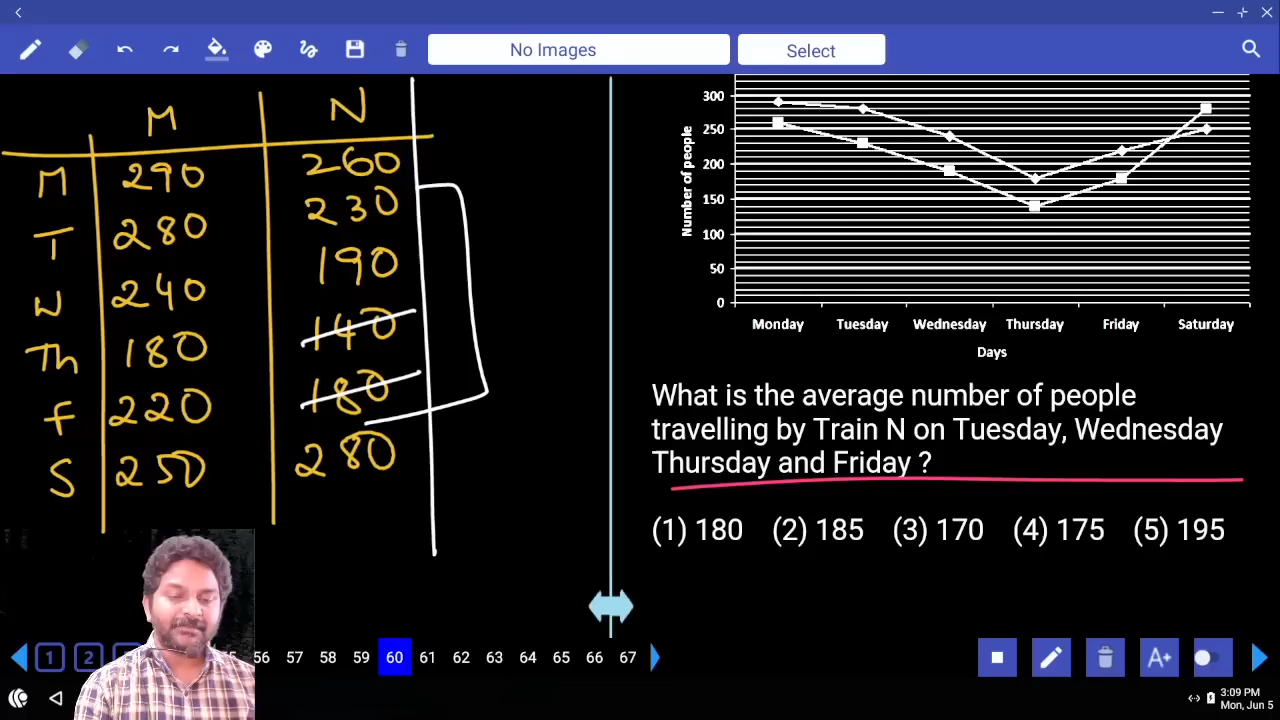 No Images
Select
M N
M 290 260
T 280 230
W 240 190
Th 180 140
F 220 180
S 250 280
300
250
200
150
100
50
0
Number of people
Monday Tuesday Wednesday Thursday Friday Saturday
Days
What is the average number of people
travelling by Train N on Tuesday, Wednesday
Thursday and Friday ?
(1) 180 (2) 185 (3) 170 (4) 175 (5) 195
1 2 56 57 58 59 60 61 62 63 64 65 66 67
A+
3:09 PM
Mon, Jun 5